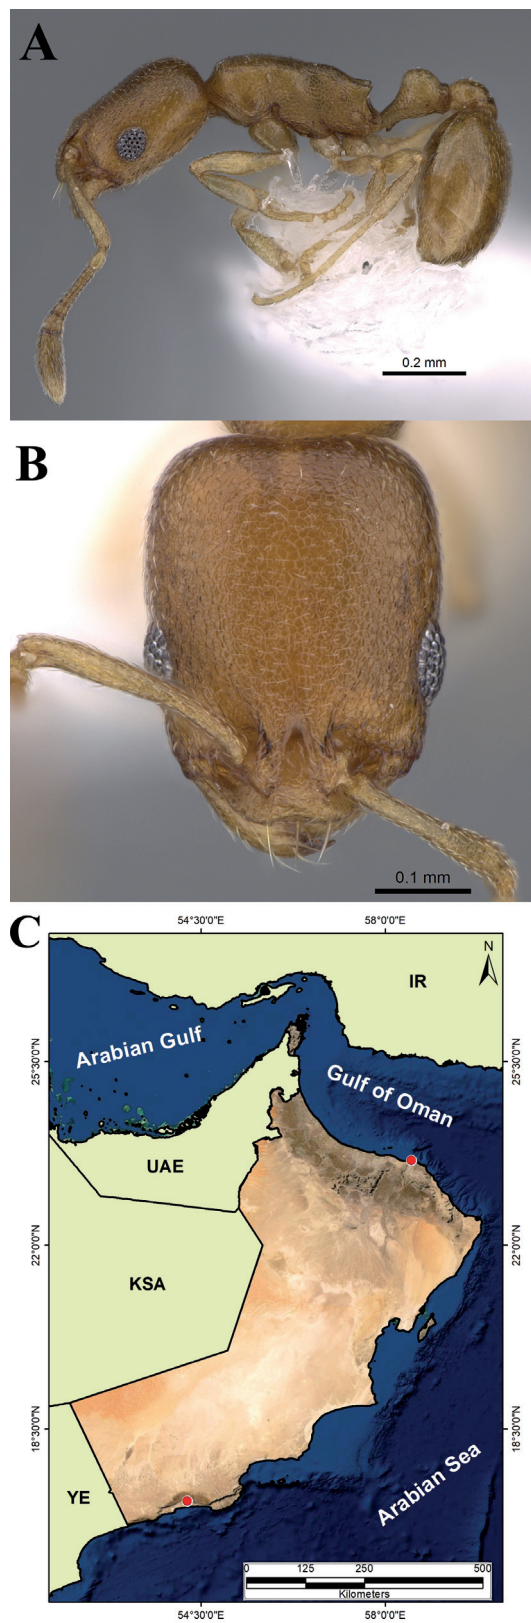 A
0.2 mm
B
0.1 mm
C
54°30'0"E 58°0'0"E
N
IR
Arabian Gulf
25°30'0"N 25°30'0"N
Gulf of Oman
UAE
22°0'0"N 22°0'0"N
KSA
18°30'0"N 18°30'0"N
Arabian Sea
YE
0 125 250 500
Kilometers
54°30'0"E 58°0'0"E